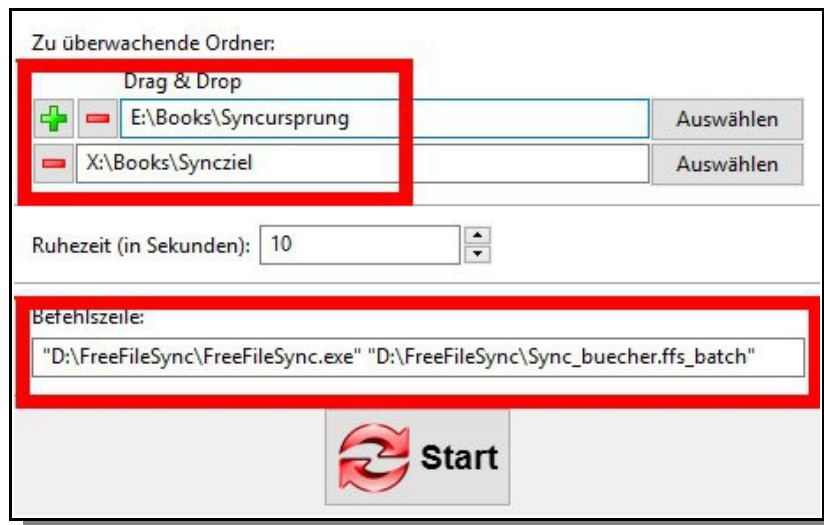 Zu überwachende Ordner:
Drag & Drop
E:\Books\Syncursprung Auswählen
X:\Books\Syncziel Auswählen
Ruhezeit (in Sekunden): 10
Befehlszeile:
"D:\FreeFileSync\FreeFileSync.exe" "D:\FreeFileSync\Sync_buecher.ffs_batch"
Start